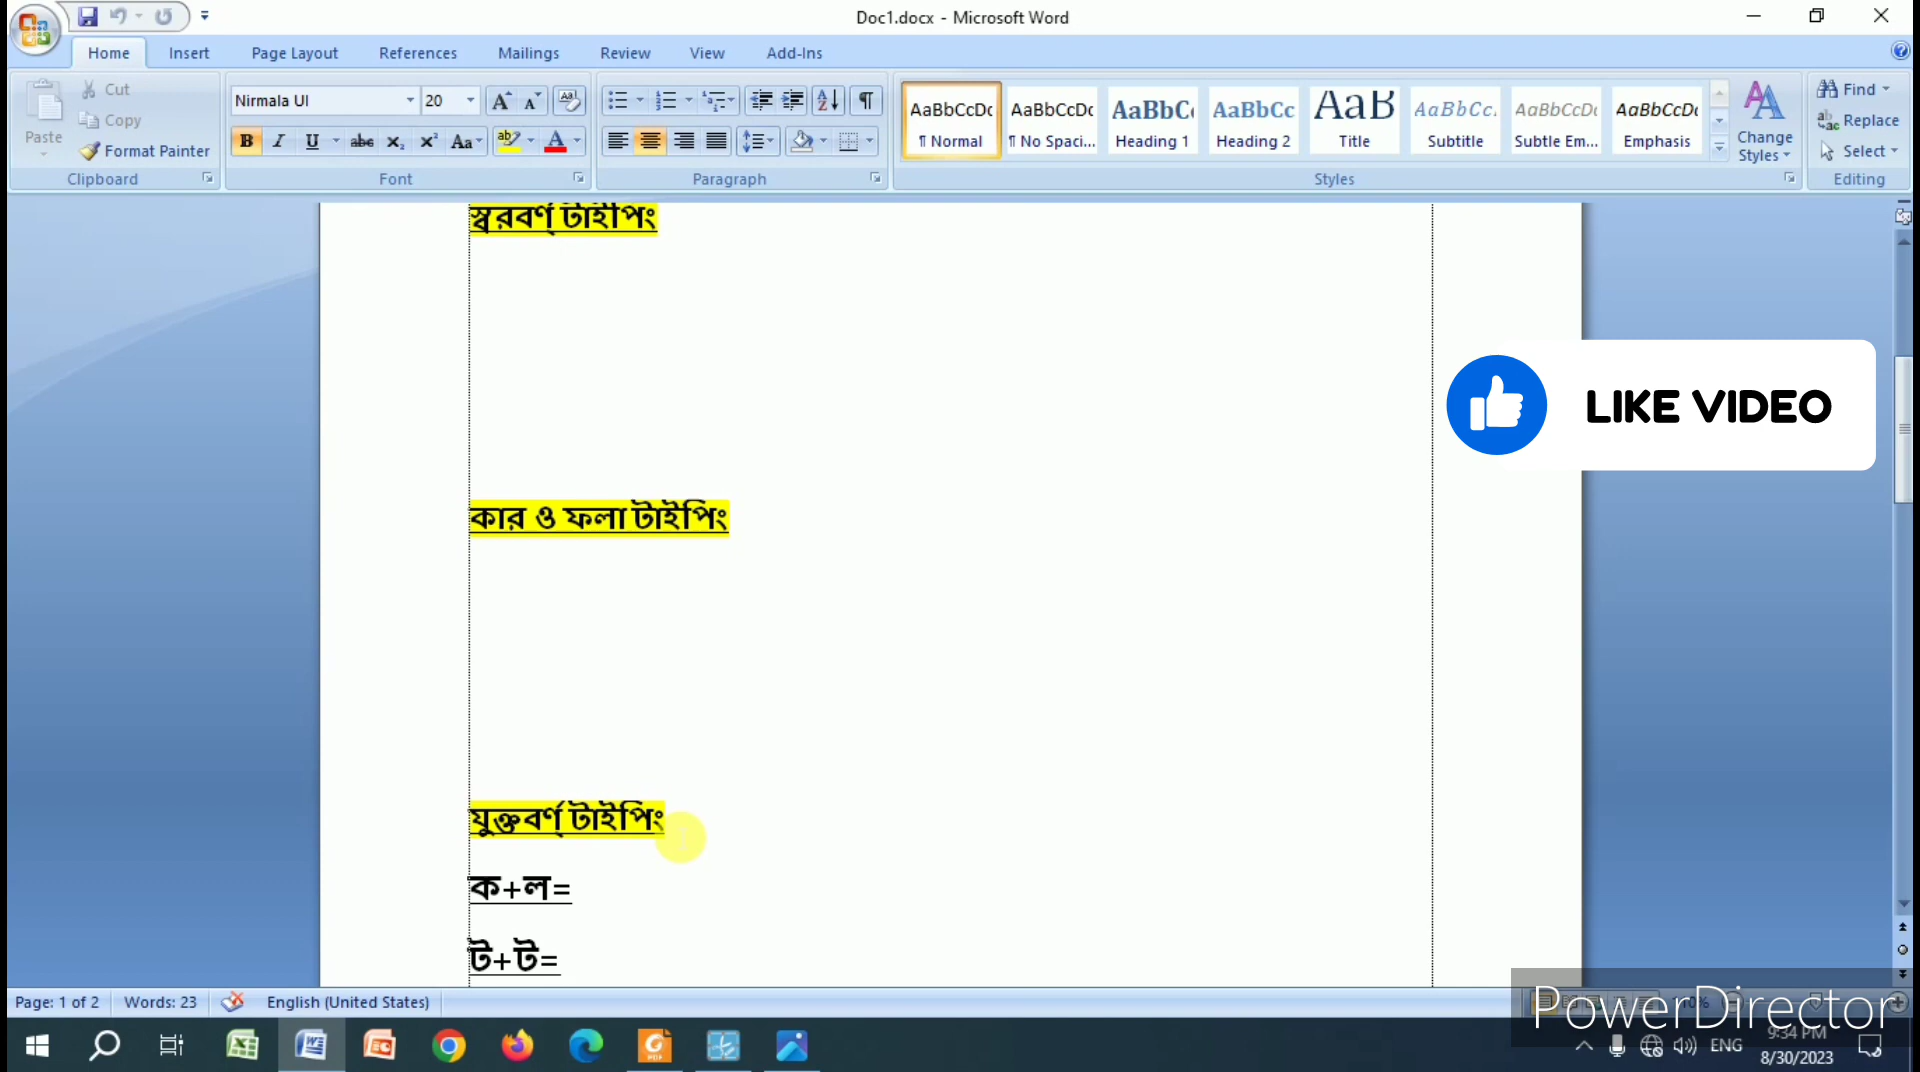 Doc1.docx - Microsoft Word
Home Insert Page Layout References Mailings Review View Add-Ins
Paste
Cut
Copy
Format Painter
Clipboard
Nirmala UI 20
Font
Paragraph
AaBbCcDc AaBbCcDc AaBbC AaBbCc AaB AaBbCc. AaBbCcDc AaBbCcDc
¶ Normal ¶ No Spaci... Heading 1 Heading 2 Title Subtitle Subtle Em... Emphasis
Change Styles
Styles
Find
Replace
Select
Editing
স্বরবর্ণ টাইপিং
LIKE VIDEO
কার ও ফলা টাইপিং
যুক্তবর্ণ টাইপিং
ক+ল=
ট+ট=
Page: 1 of 2 Words: 23 English (United States)
PowerDirector
ENG
9:34 PM
8/30/2023